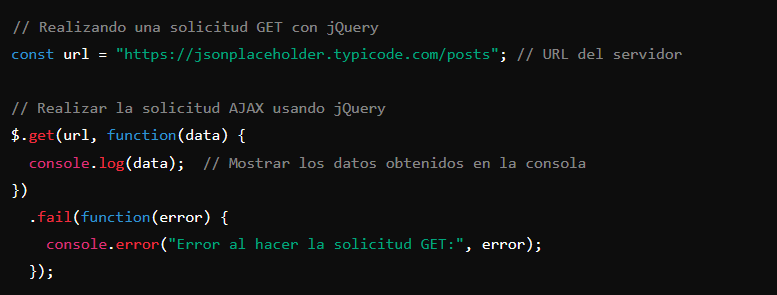 // Realizando una solicitud GET con jQuery
const url = "https://jsonplaceholder.typicode.com/posts"; // URL del servidor
// Realizar la solicitud AJAX usando jQuery
$.get(url, function(data) {
  console.log(data);  // Mostrar los datos obtenidos en la consola
})
  .fail(function(error) {
    console.error("Error al hacer la solicitud GET:", error);
  });